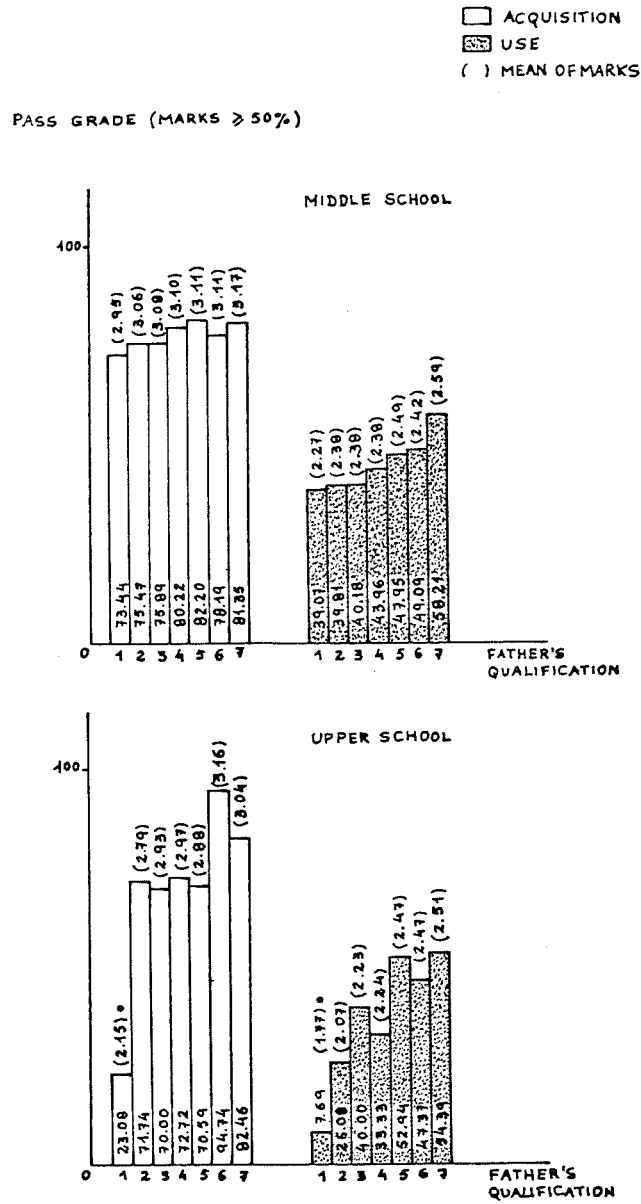 ACQUISITION
USE
( ) MEAN OF MARKS
PASS GRADE (MARKS ⩾ 50%)
MIDDLE SCHOOL
100
(2.95) (3.06) (3.08) (3.10) (3.11) (3.11) (3.17)
(2.27) (2.38) (2.38) (2.38) (2.49) (2.42) (2.59)
73.44 75.47 75.89 80.22 82.20 78.19 81.35
39.07 39.81 40.18 43.96 47.95 49.09 58.21
0 1 2 3 4 5 6 7 1 2 3 4 5 6 7 FATHER'S
QUALIFICATION
UPPER SCHOOL
100
(2.15)* (2.79) (2.93) (2.97) (2.88) (3.16) (3.04)
(1.77)* (2.07) (2.23) (2.24) (2.47) (2.47) (2.51)
23.08 71.74 70.00 72.72 70.59 94.74 82.46
7.69 26.08 40.00 33.33 52.94 47.37 54.39
0 1 2 3 4 5 6 7 1 2 3 4 5 6 7 FATHER'S
QUALIFICATION